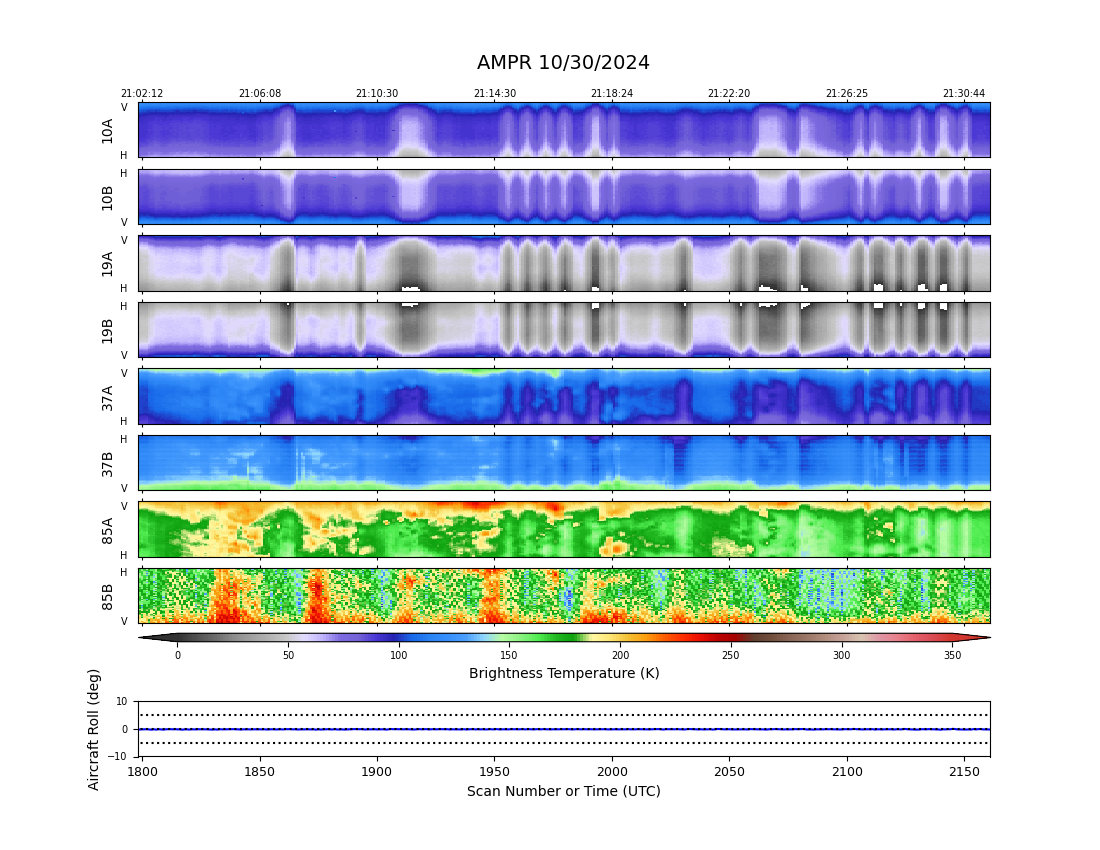 AMPR 10/30/2024
21:02:12 21:06:08 21:10:30 21:14:30 21:18:24 21:22:20 21:26:25 21:30:44
V
10A
H
H
10B
V
V
19A
H
H
19B
V
V
37A
H
H
37B
V
V
85A
H
H
85B
V
0 50 100 150 200 250 300 350
Brightness Temperature (K)
Aircraft Roll (deg)
10
0
−10
1800 1850 1900 1950 2000 2050 2100 2150
Scan Number or Time (UTC)